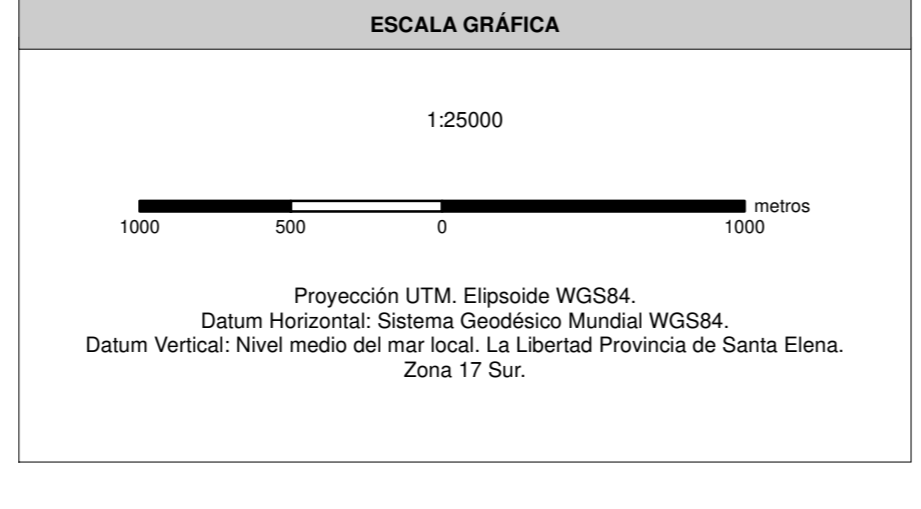 ESCALA GRÁFICA
1:25000
metros
1000 500 0 1000
Proyección UTM. Elipsoide WGS84.
Datum Horizontal: Sistema Geodésico Mundial WGS84.
Datum Vertical: Nivel medio del mar local. La Libertad Provincia de Santa Elena.
Zona 17 Sur.